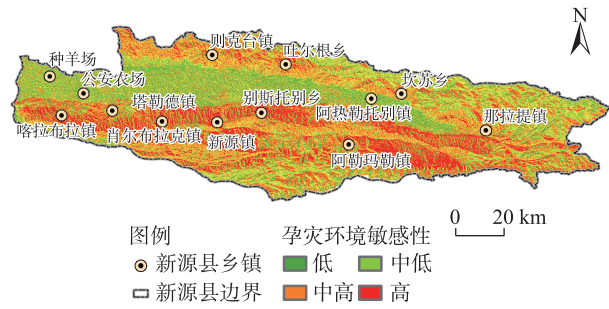 N
则克台镇
吐尔根乡
种羊场
公安农场
坎苏乡
塔勒德镇
别斯托别乡
阿热勒托别镇
那拉提镇
喀拉布拉镇
肖尔布拉克镇
新源镇
阿勒玛勒镇
0 20 km
图例
孕灾环境敏感性
新源县乡镇
低
中低
新源县边界
中高
高